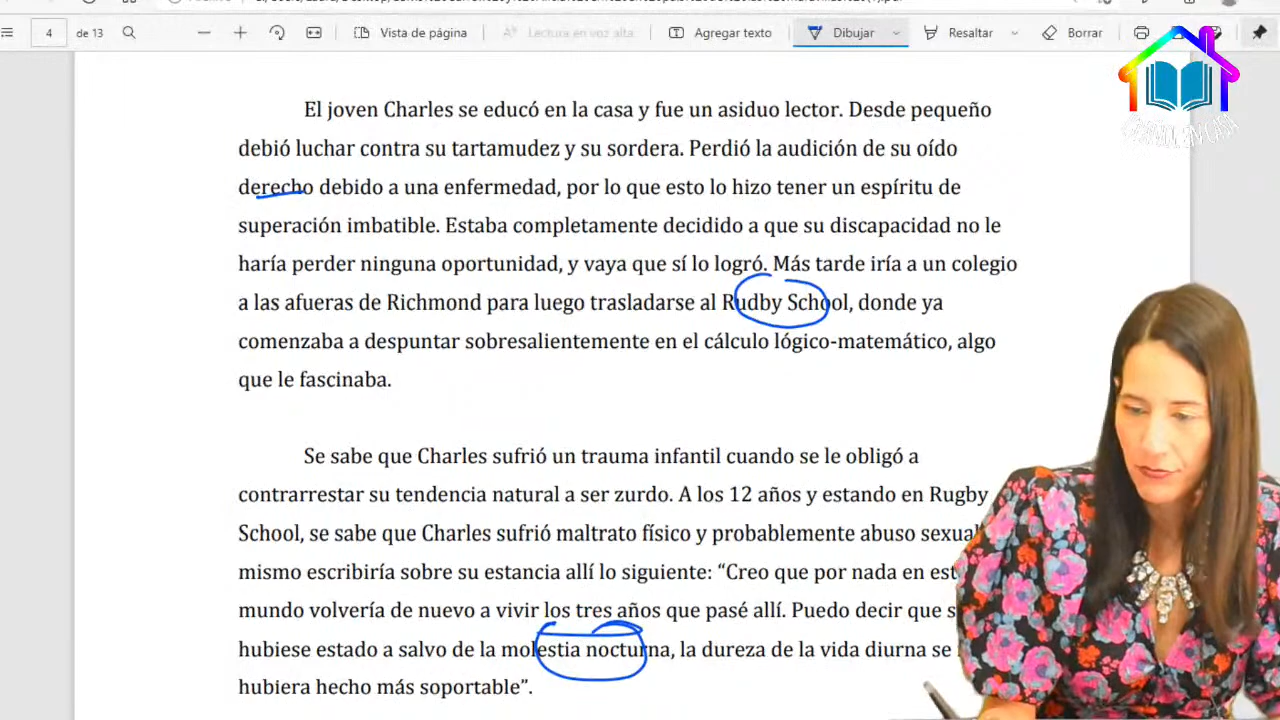 4 de 13 Vista de página Lectura en voz alta Agregar texto Dibujar Resaltar Borrar
El joven Charles se educó en la casa y fue un asiduo lector. Desde pequeño
debió luchar contra su tartamudez y su sordera. Perdió la audición de su oído
derecho debido a una enfermedad, por lo que esto lo hizo tener un espíritu de
superación imbatible. Estaba completamente decidido a que su discapacidad no le
haría perder ninguna oportunidad, y vaya que sí lo logró. Más tarde iría a un colegio
a las afueras de Richmond para luego trasladarse al Rudby School, donde ya
comenzaba a despuntar sobresalientemente en el cálculo lógico-matemático, algo
que le fascinaba.
Se sabe que Charles sufrió un trauma infantil cuando se le obligó a
contrarrestar su tendencia natural a ser zurdo. A los 12 años y estando en Rugby
School, se sabe que Charles sufrió maltrato físico y probablemente abuso sexual
mismo escribiría sobre su estancia allí lo siguiente: “Creo que por nada en
mundo volvería de nuevo a vivir los tres años que pasé allí. Puedo decir que
hubiese estado a salvo de la molestia nocturna, la dureza de la vida diurna se
hubiera hecho más soportable”.